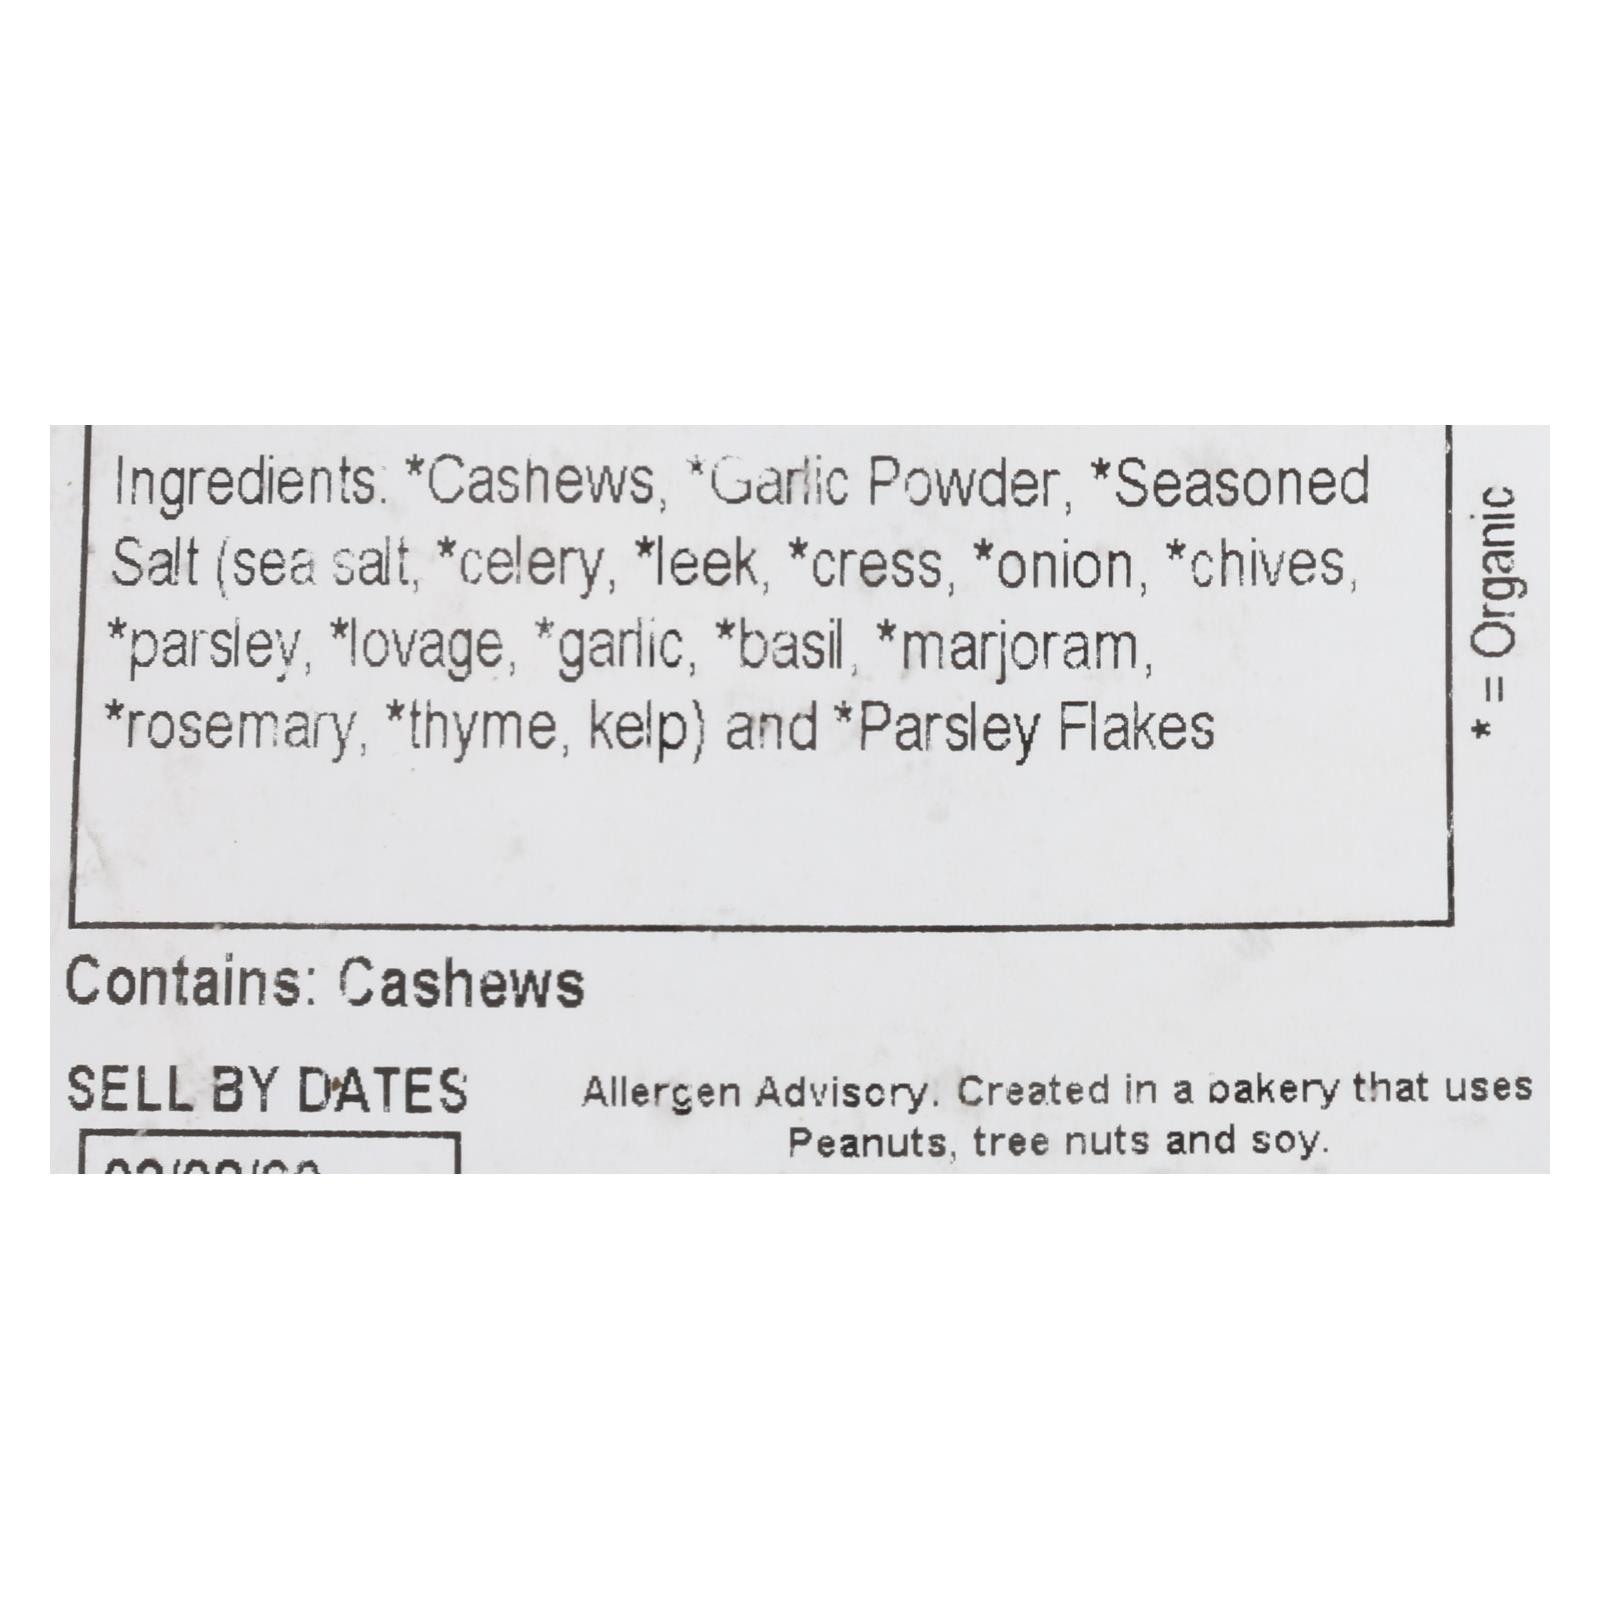 Ingredients: *Cashews, *Garlic Powder, *Seasoned
Salt (sea salt, *celery, *leek, *cress, *onion, *chives,
*parsley, *lovage, *garlic, *basil, *marjoram,
*rosemary, *thyme, kelp) and *Parsley Flakes
* = Organic
Contains: Cashews
SELL BY DATES
Allergen Advisory. Created in a bakery that uses
Peanuts, tree nuts and soy.